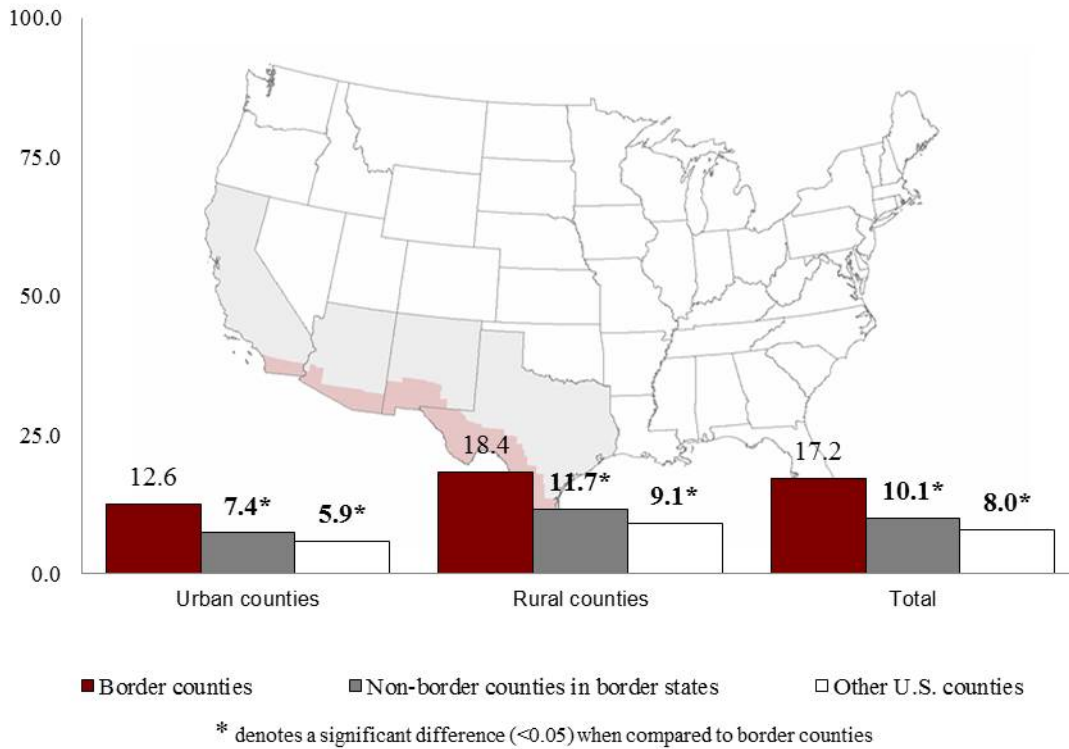 100.0
75.0
50.0
25.0
0.0
12.6
7.4*
5.9*
18.4
11.7*
9.1*
17.2
10.1*
8.0*
Urban counties
Rural counties
Total
Border counties
Non-border counties in border states
Other U.S. counties
* denotes a significant difference (<0.05) when compared to border counties